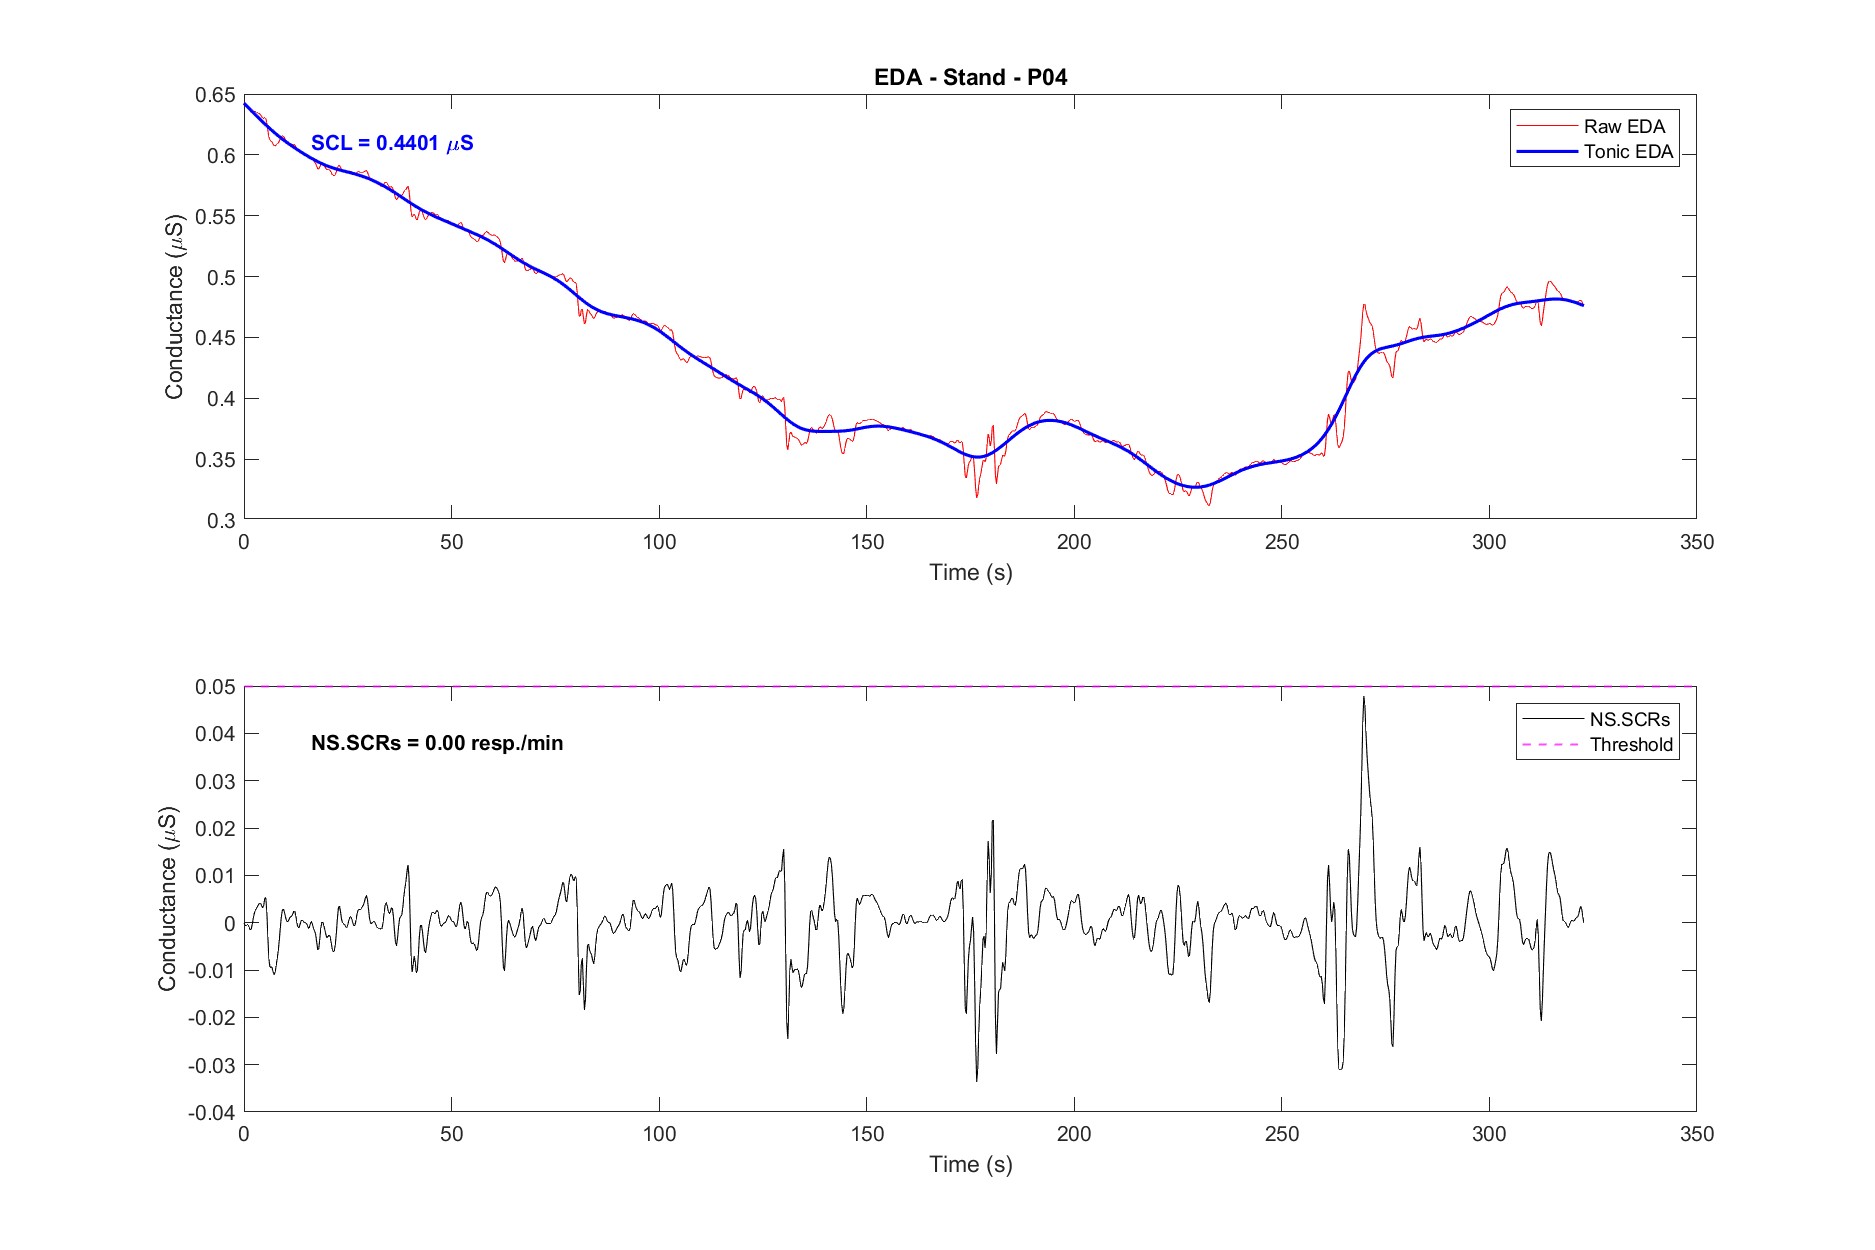 EDA - Stand - P04
0.65
0.6
0.55
0.5
0.45
0.4
0.35
0.3
Conductance (μS)
SCL = 0.4401 μS
Raw EDA
Tonic EDA
0 50 100 150 200 250 300 350
Time (s)
0.05
0.04
0.03
0.02
0.01
0
-0.01
-0.02
-0.03
-0.04
Conductance (μS)
NS.SCRs = 0.00 resp./min
NS.SCRs
Threshold
0 50 100 150 200 250 300 350
Time (s)